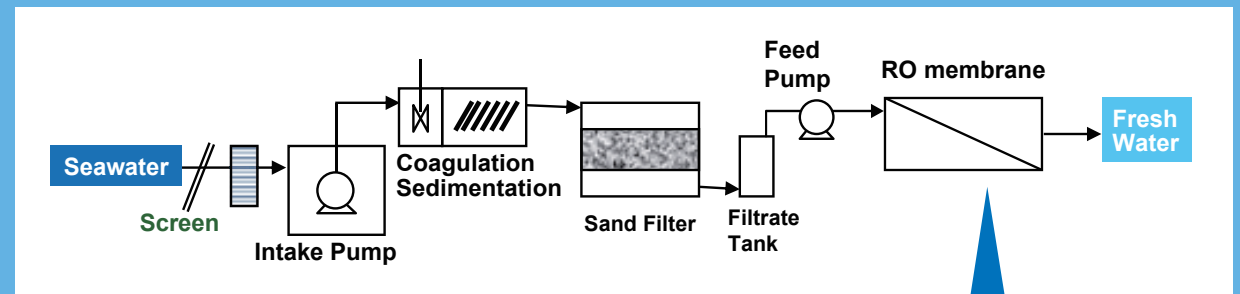 Seawater
Screen
Intake Pump
Coagulation
Sedimentation
Sand Filter
Filtrate
Tank
Feed
Pump
RO membrane
Fresh
Water